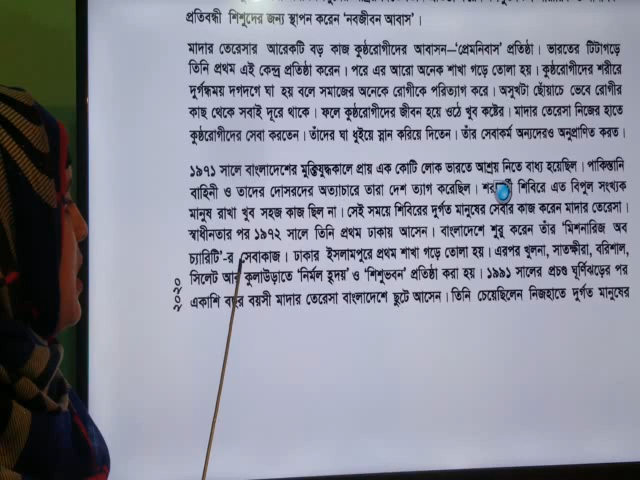 প্রতিবন্ধী শিশুদের জন্য স্থাপন করেন ‘নবজীবন আবাস’।
মাদার তেরেসার আরেকটি বড় কাজ কুষ্ঠরোগীদের আবাসন–‘প্রেমনিবাস’ প্রতিষ্ঠা। ভারতের টিটাগড়ে
তিনি প্রথম এই কেন্দ্র প্রতিষ্ঠা করেন। পরে এর আরো অনেক শাখা গড়ে তোলা হয়। কুষ্ঠরোগীদের শরীরে
দুর্গন্ধময় দগদগে ঘা হয় বলে সমাজের অনেকে রোগীকে পরিত্যাগ করে। অসুখটা ছোঁয়াচে ভেবে রোগীর
কাছ থেকে সবাই দূরে থাকে। ফলে কুষ্ঠরোগীদের জীবন হয়ে ওঠে খুব কষ্টের। মাদার তেরেসা নিজের হাতে
কুষ্ঠরোগীদের সেবা করতেন। তাঁদের ঘা ধুইয়ে স্নান করিয়ে দিতেন। তাঁর সেবাকর্ম অন্যদেরও অনুপ্রাণিত করত।
১৯৭১ সালে বাংলাদেশের মুক্তিযুদ্ধকালে প্রায় এক কোটি লোক ভারতে আশ্রয় নিতে বাধ্য হয়েছিল। পাকিস্তানি
বাহিনী ও তাদের দোসরদের অত্যাচারে তারা দেশ ত্যাগ করেছিল। শিবিরে এত বিপুল সংখ্যক
মানুষ রাখা খুব সহজ কাজ ছিল না। সেই সময়ে শিবিরের দুর্গত মানুষের সেবার কাজ করেন মাদার তেরেসা।
স্বাধীনতার পর ১৯৭২ সালে তিনি প্রথম ঢাকায় আসেন। বাংলাদেশে শুরু করেন তাঁর ‘মিশনারিজ অব
চ্যারিটি’-র সেবাকাজ। ঢাকার ইসলামপুরে প্রথম শাখা গড়ে তোলা হয়। এরপর খুলনা, সাতক্ষীরা, বরিশাল,
সিলেট আর কুলাউড়াতে ‘নির্মল হৃদয়’ ও ‘শিশুভবন’ প্রতিষ্ঠা করা হয়। ১৯৯১ সালের প্রচণ্ড ঘূর্ণিঝড়ের পর
একাশি বছর বয়সী মাদার তেরেসা বাংলাদেশে ছুটে আসেন। তিনি চেয়েছিলেন নিজহাতে দুর্গত মানুষের
২০২০